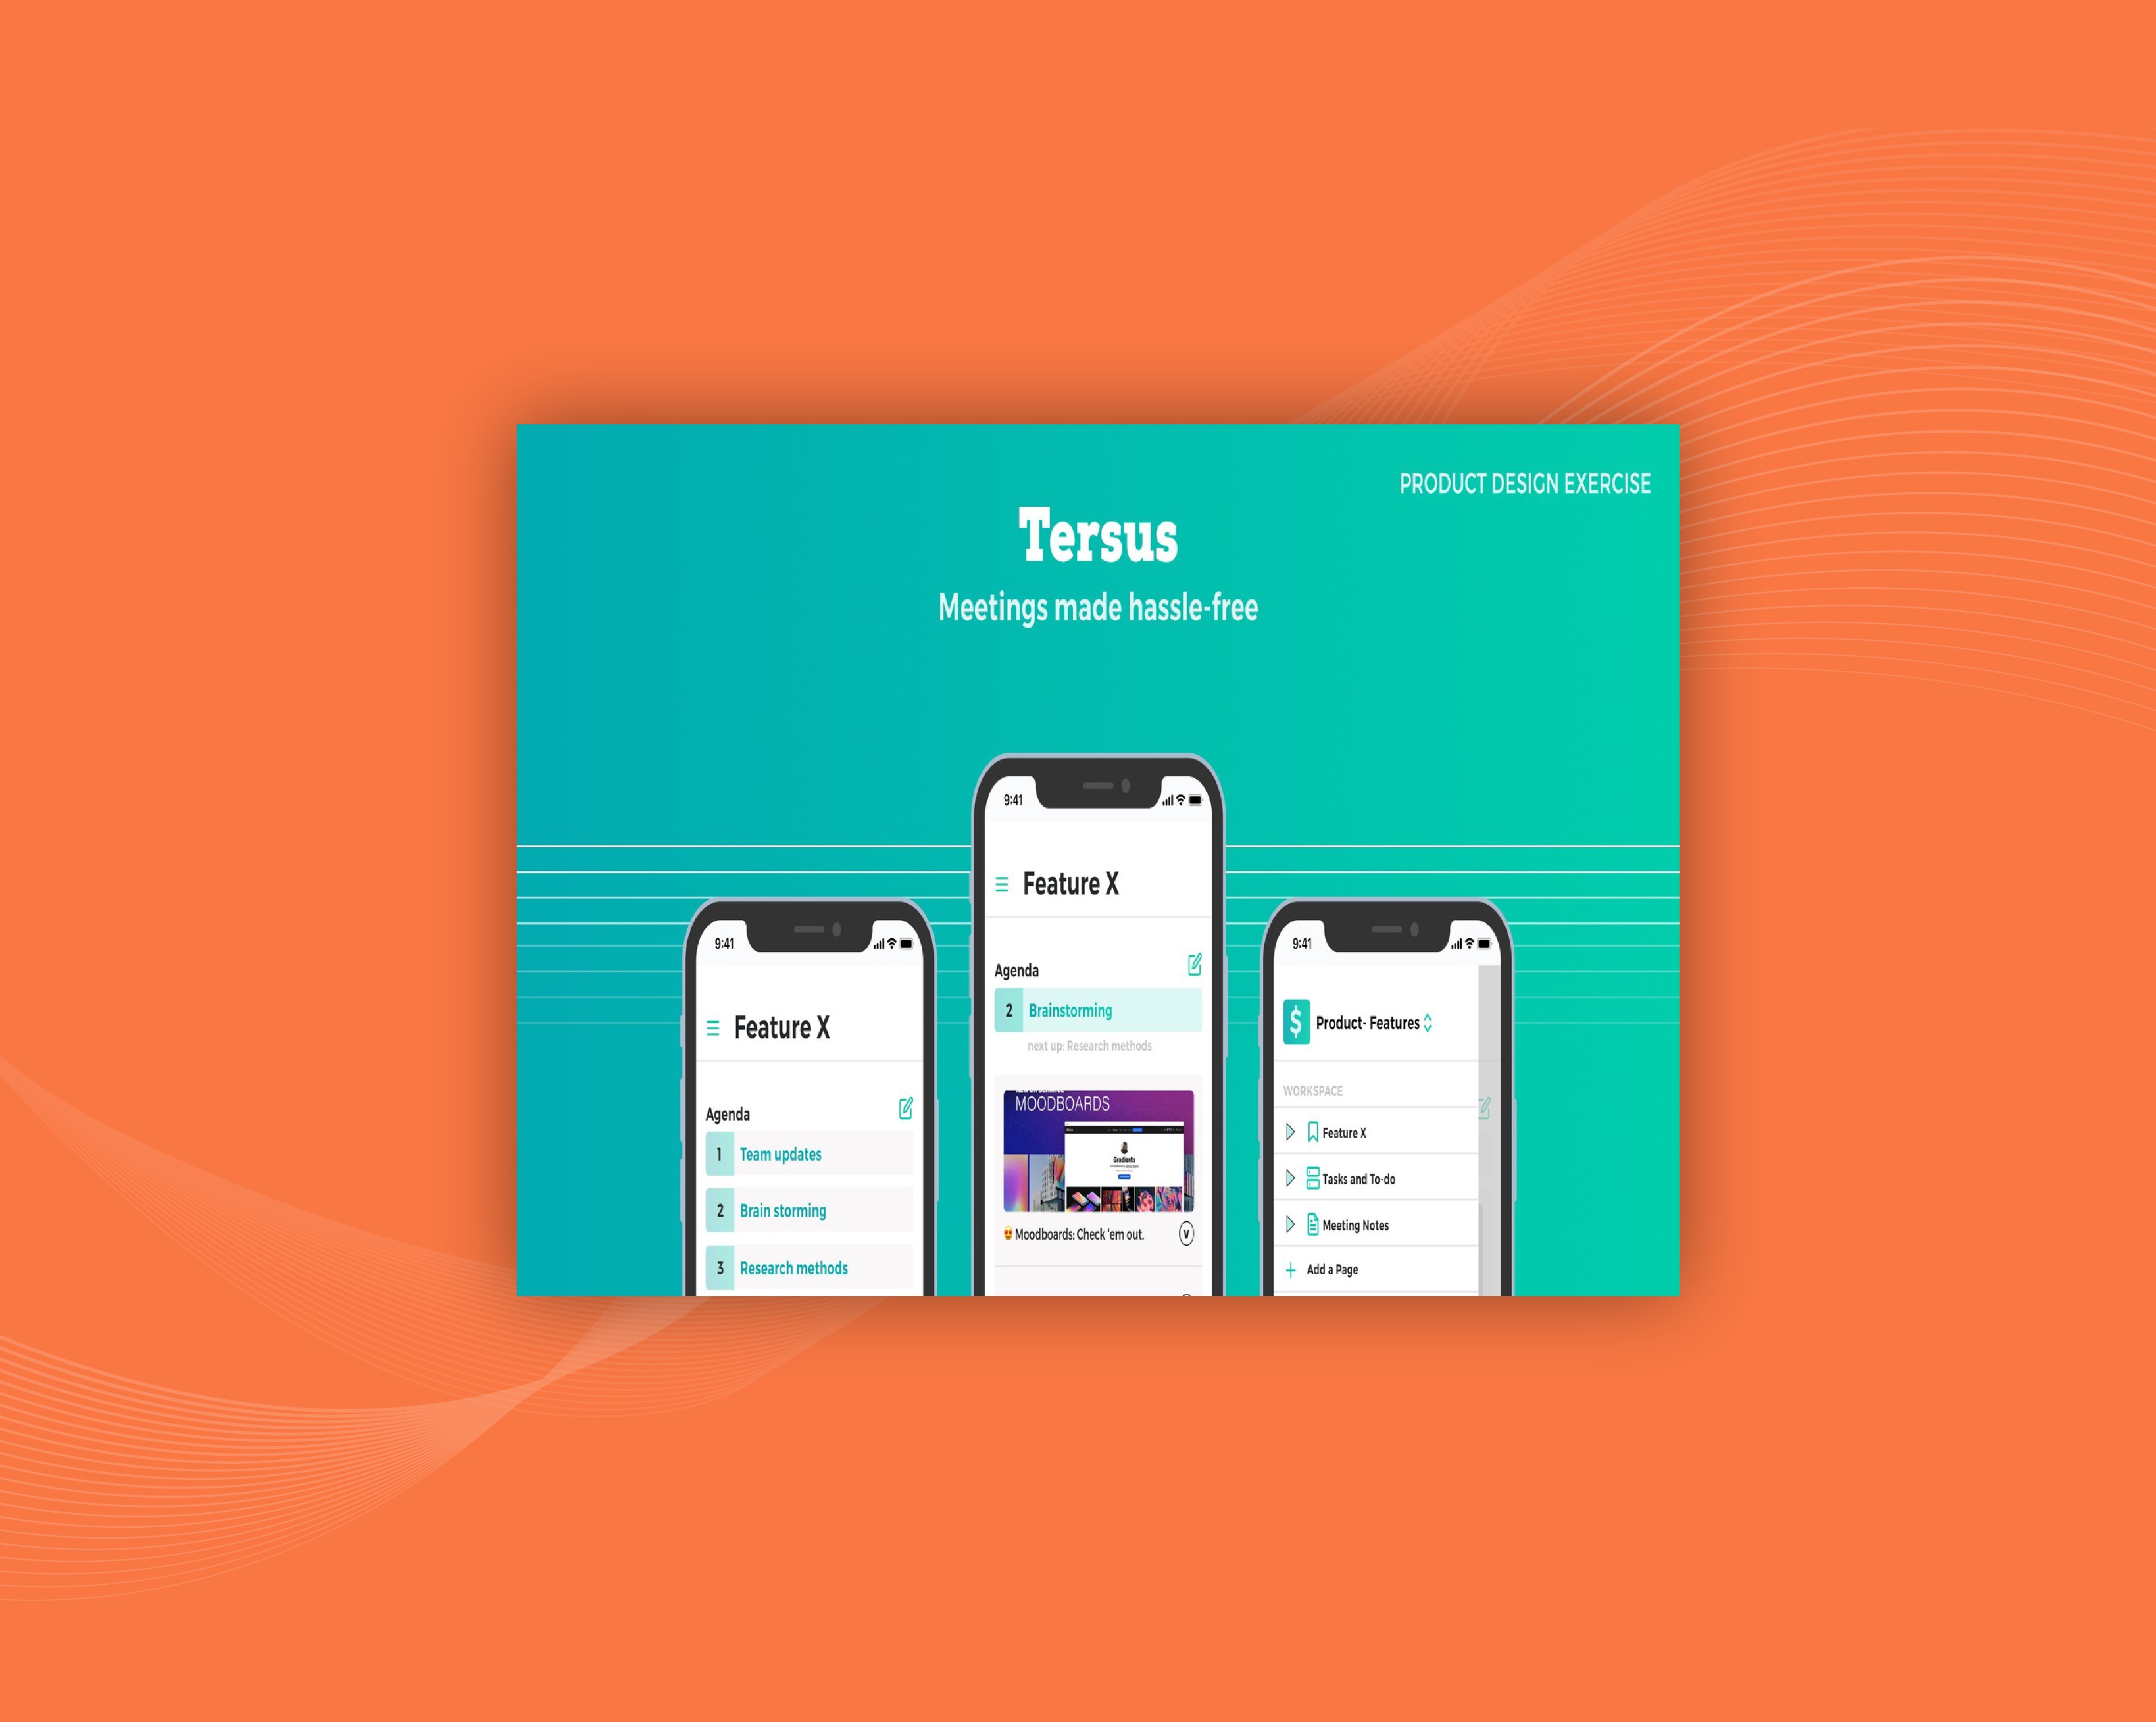 PRODUCT DESIGN EXERCISE
Tersus
Meetings made hassle-free
9:41
Feature X
Agenda
1 Team updates
2 Brain storming
3 Research methods
9:41
Feature X
Agenda
2 Brainstorming
next up: Research methods
MOODBOARDS
Gradients
Moodboards: Check 'em out.
V
9:41
$ Product- Features
WORKSPACE
Feature X
Tasks and To-do
Meeting Notes
+ Add a Page